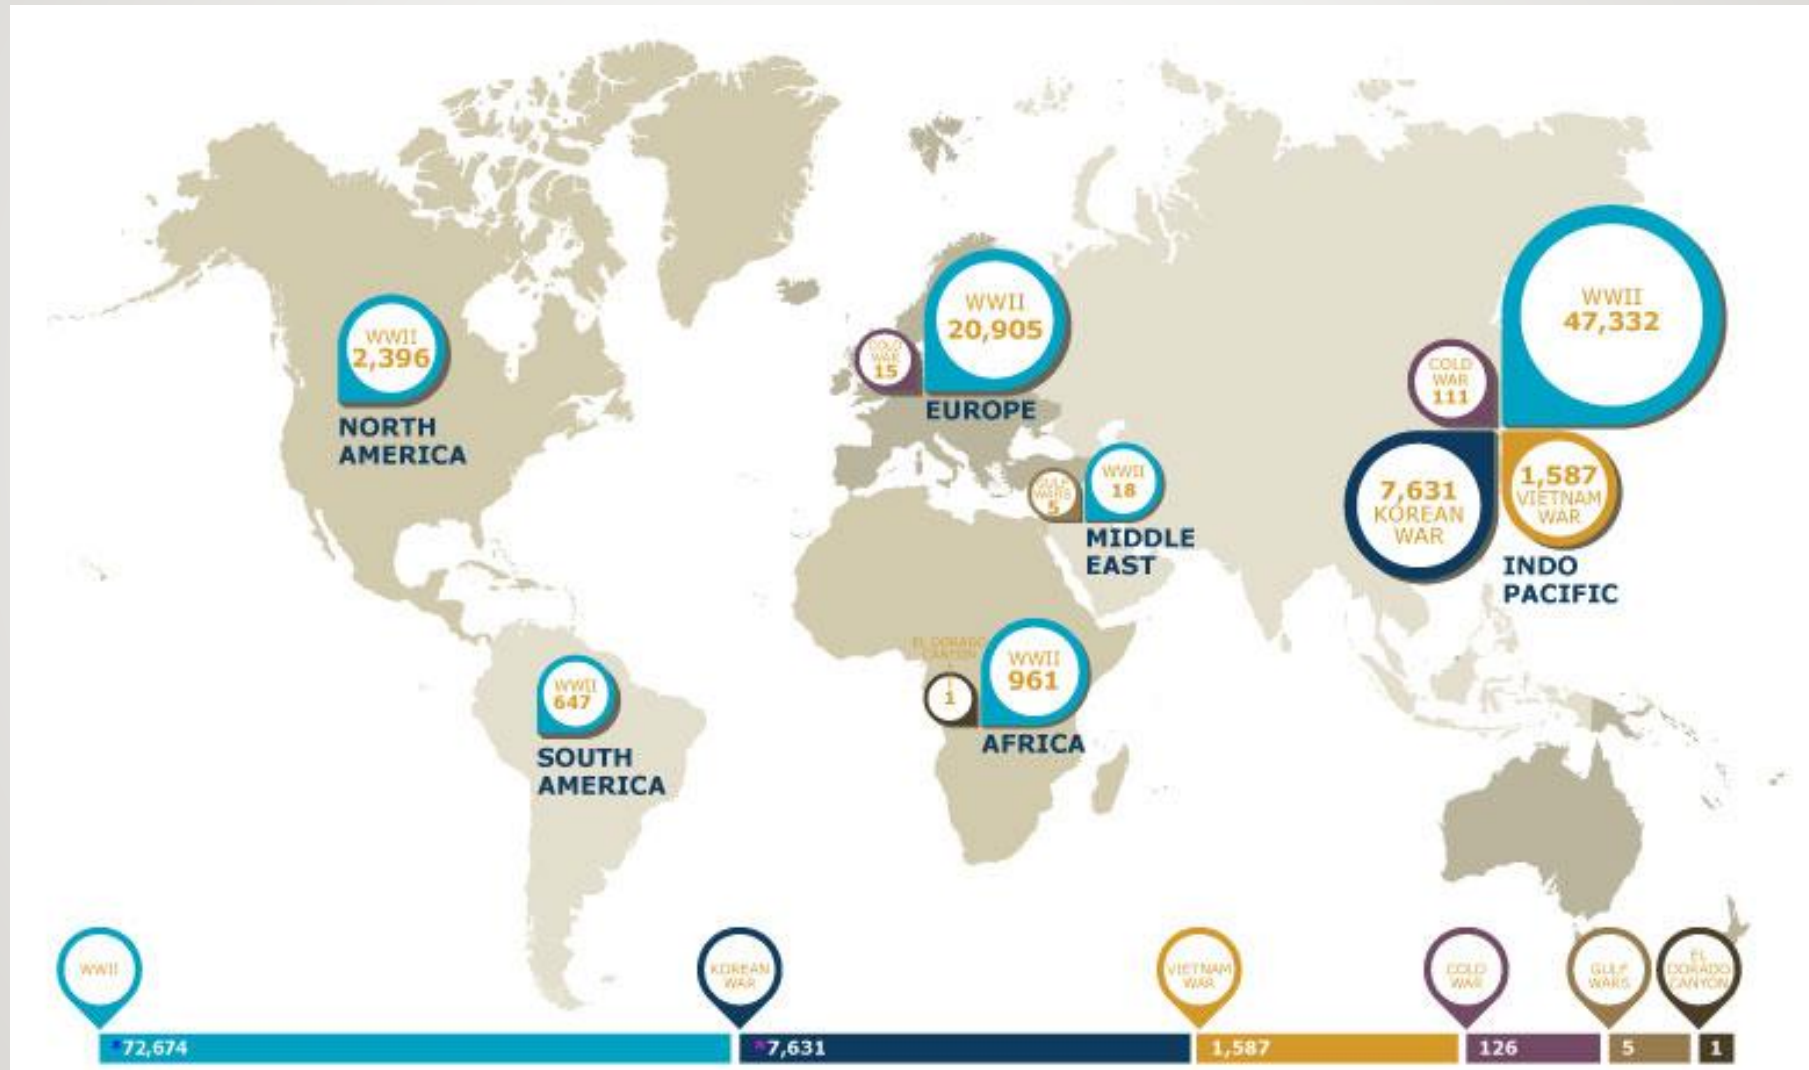 WWII
2,396
NORTH
AMERICA
WWII
647
SOUTH
AMERICA
COLD
WAR
15
WWII
20,905
EUROPE
GULF
WARS
5
WWII
18
MIDDLE
EAST
EL DORADO
CANYON
1
WWII
961
AFRICA
WWII
47,332
COLD
WAR
111
7,631
KOREAN
WAR
1,587
VIETNAM
WAR
INDO
PACIFIC
WWII
KOREAN
WAR
VIETNAM
WAR
COLD
WAR
GULF
WARS
EL
DORADO
CANYON
*72,674
*7,631
1,587
126
5
1